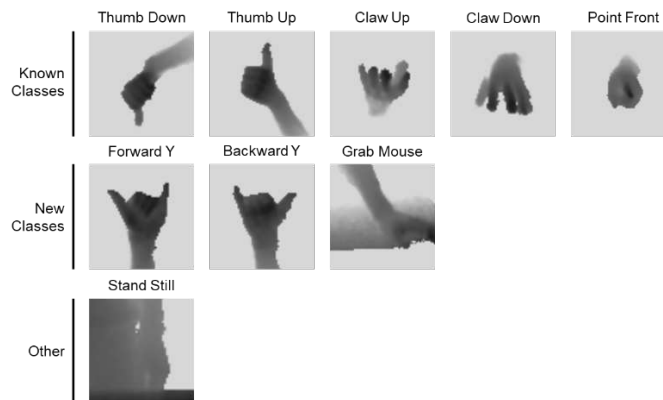 Thumb Down Thumb Up Claw Up Claw Down Point Front
Known
Classes
Forward Y Backward Y Grab Mouse
New
Classes
Stand Still
Other